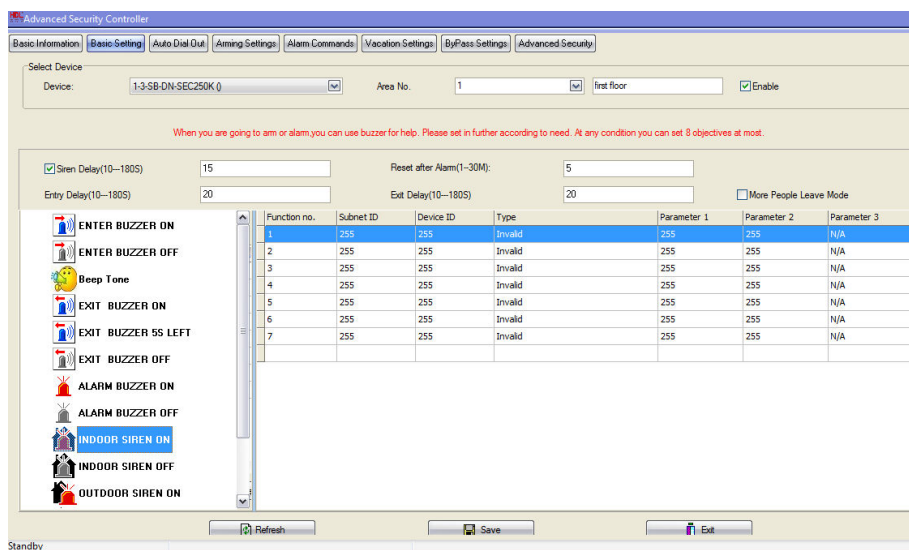 HDL Advanced Security Controller
Basic Information Basic Setting Auto Dial Out Arming Settings Alarm Commands Vacation Settings ByPass Settings Advanced Security
Select Device
Device: 1-3-SB-DN-SEC250K () Area No. 1 first floor Enable
When you are going to arm or alarm,you can use buzzer for help. Please set in further according to need. At any condition you can set 8 objectives at most.
Siren Delay(10---180S) 15 Reset after Alarm(1--30M): 5
Entry Delay(10---180S) 20 Exit Delay(10---180S) 20 More People Leave Mode
ENTER BUZZER ON
ENTER BUZZER OFF
Beep Tone
EXIT BUZZER ON
EXIT BUZZER 5S LEFT
EXIT BUZZER OFF
ALARM BUZZER ON
ALARM BUZZER OFF
INDOOR SIREN ON
INDOOR SIREN OFF
OUTDOOR SIREN ON
Function no. Subnet ID Device ID Type Parameter 1 Parameter 2 Parameter 3
1 255 255 Invalid 255 255 N/A
2 255 255 Invalid 255 255 N/A
3 255 255 Invalid 255 255 N/A
4 255 255 Invalid 255 255 N/A
5 255 255 Invalid 255 255 N/A
6 255 255 Invalid 255 255 N/A
7 255 255 Invalid 255 255 N/A
Refresh Save Exit
Standby